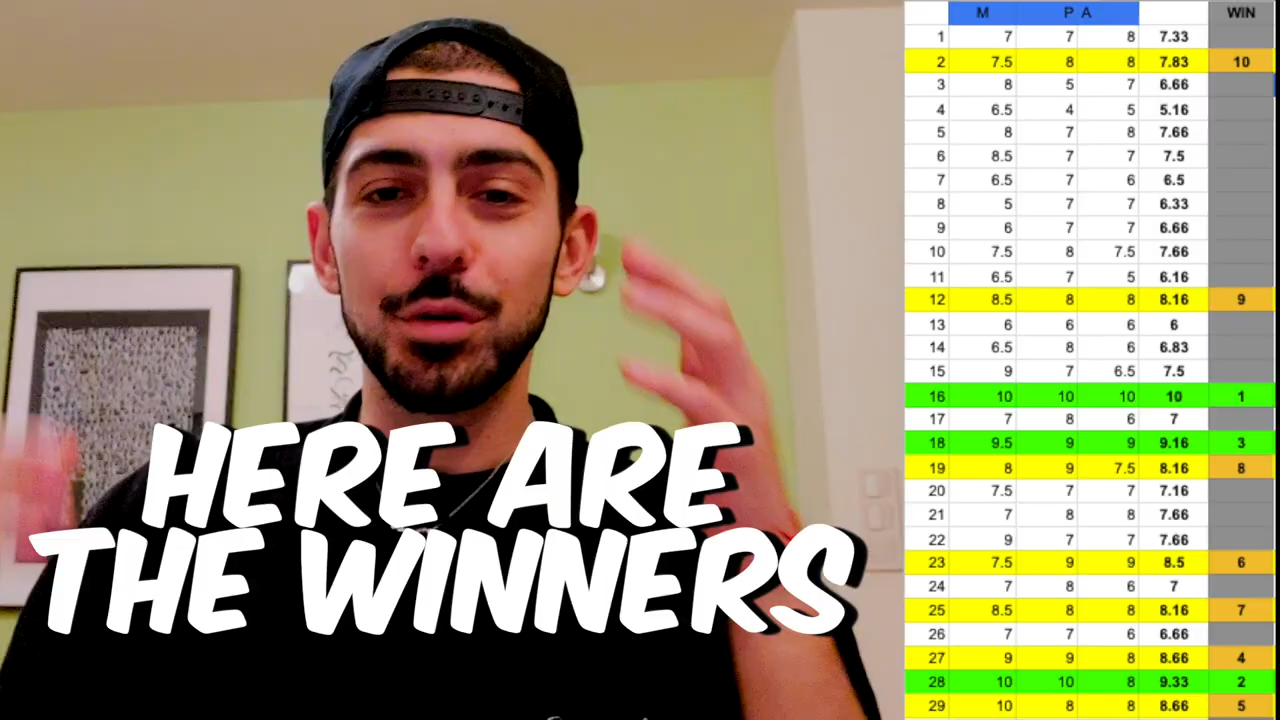 HERE ARE
THE WINNERS
M P A WIN
1 7 7 8 7.33
2 7.5 8 8 7.83 10
3 8 5 7 6.66
4 6.5 4 5 5.16
5 8 7 8 7.66
6 8.5 7 7 7.5
7 6.5 7 6 6.5
8 5 7 8 6.33
9 6 7 7 6.66
10 7.5 8 7.5 7.66
11 6.5 7 5 6.16
12 8.5 8 8 8.16 9
13 6 6 6 6
14 6.5 8 6 6.83
15 9 7 6.5 7.5
16 10 10 10 10 1
17 7 8 6 7
18 9.5 9 9 9.16 3
19 8 9 7.5 8.16 8
20 7.5 7 7 7.16
21 7 8 8 7.66
22 9 7 7 7.66
23 7.5 9 9 8.5 6
24 7 8 6 7
25 8.5 8 8 8.16 7
26 7 7 6 6.66
27 9 9 8 8.66 4
28 10 10 8 9.33 2
29 10 8 8 8.66 5